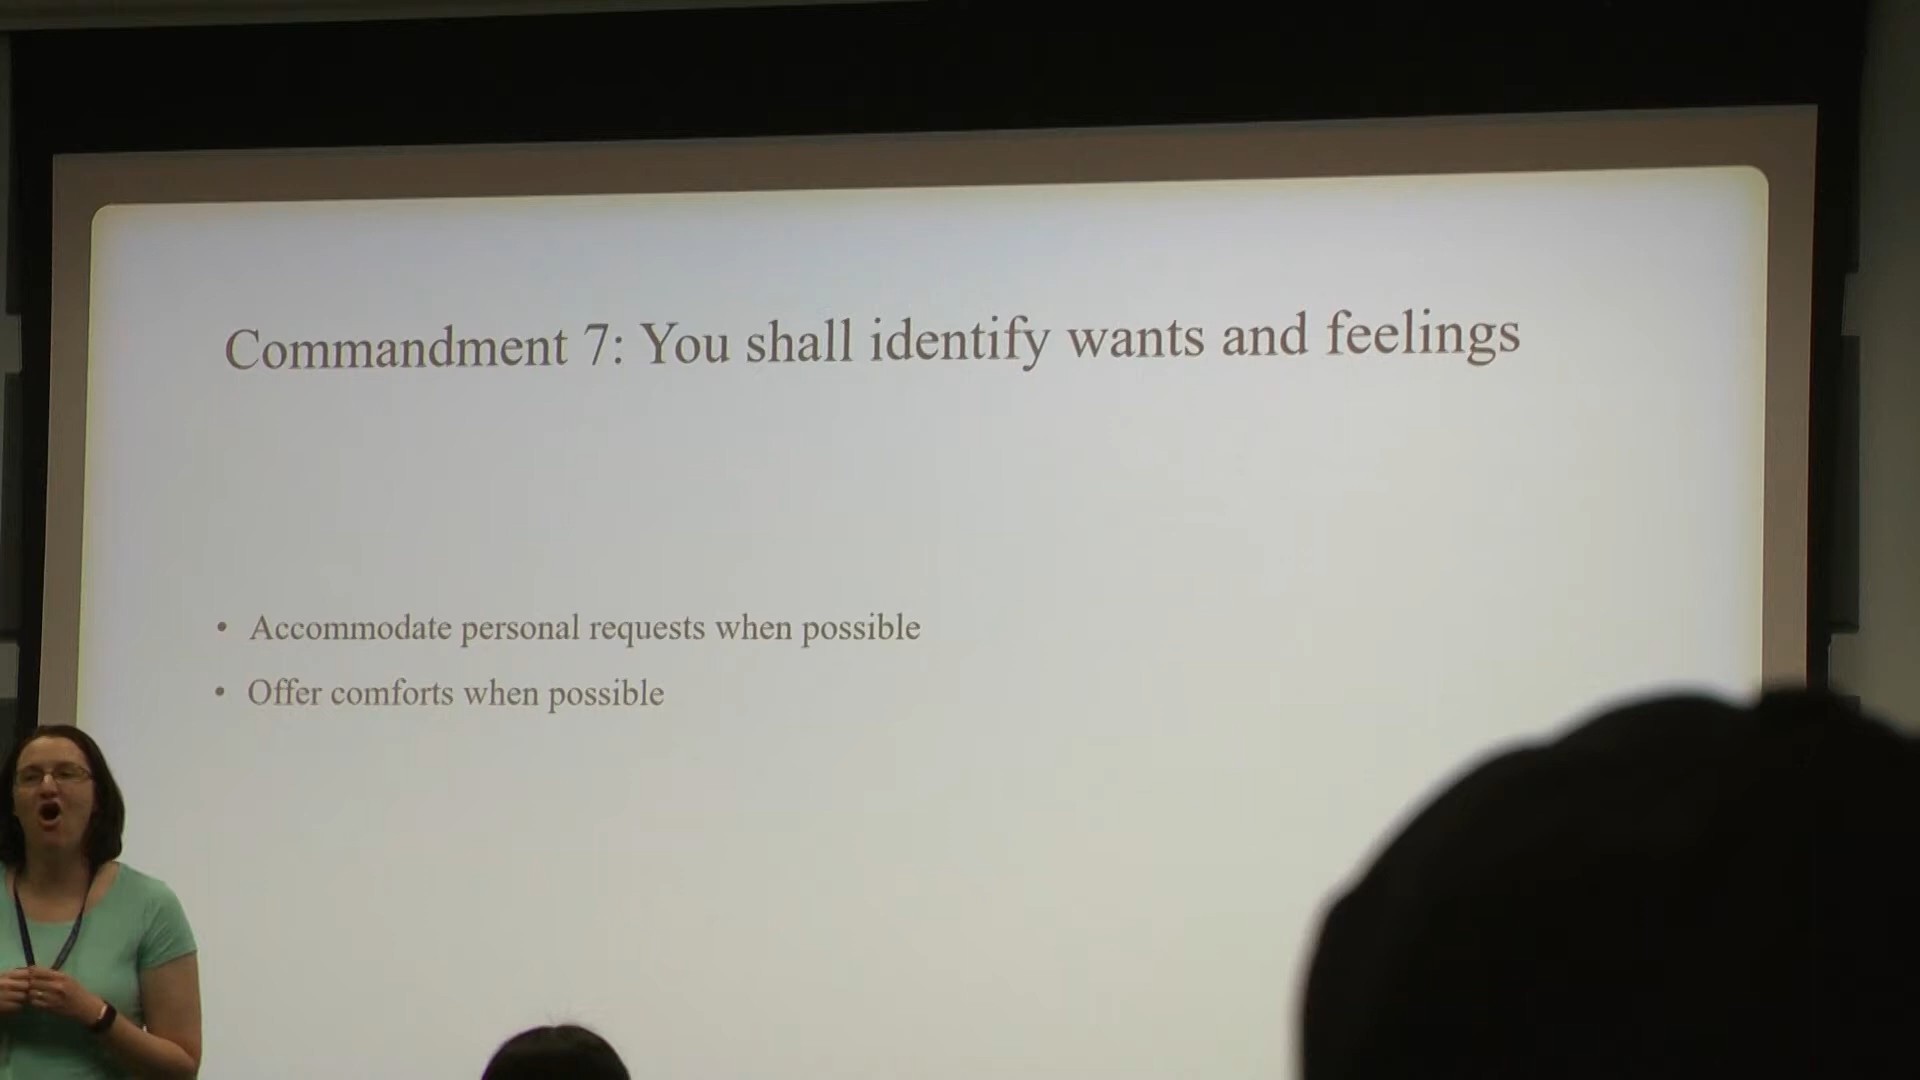 Commandment 7: You shall identify wants and feelings
• Accommodate personal requests when possible
• Offer comforts when possible